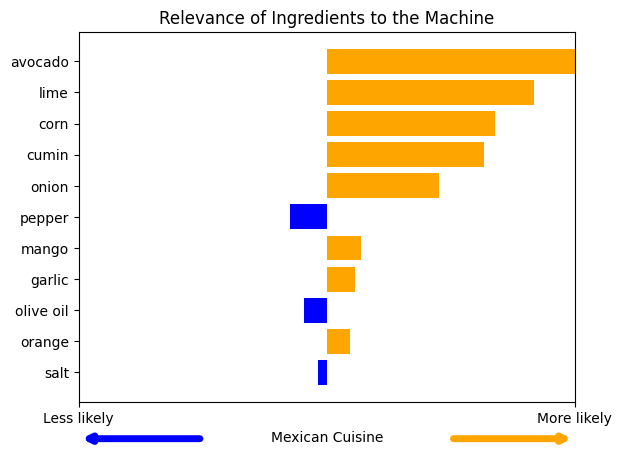 Relevance of Ingredients to the Machine
avocado
lime
corn
cumin
onion
pepper
mango
garlic
olive oil
orange
salt
Less likely
More likely
Mexican Cuisine